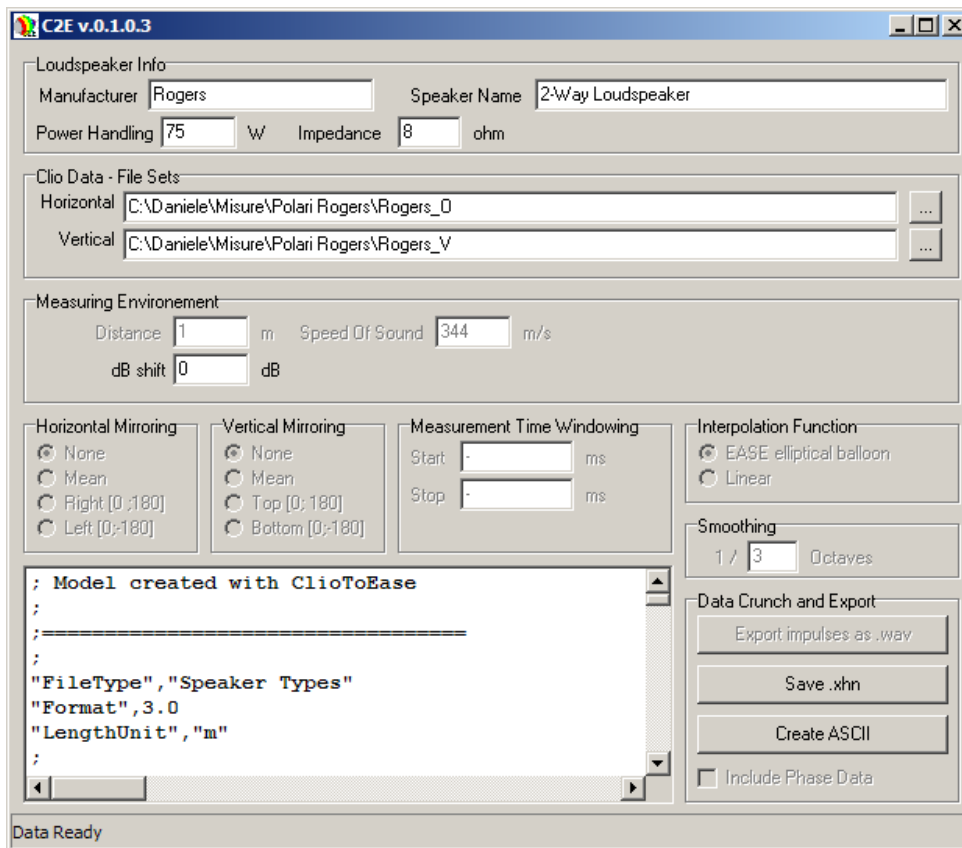 C2E v.0.1.0.3
Loudspeaker Info
Manufacturer Rogers Speaker Name 2-Way Loudspeaker
Power Handling 75 W Impedance 8 ohm
Clio Data - File Sets
Horizontal C:\Daniele\Misure\Polari Rogers\Rogers_O ...
Vertical C:\Daniele\Misure\Polari Rogers\Rogers_V ...
Measuring Environement
Distance 1 m Speed Of Sound 344 m/s
dB shift 0 dB
Horizontal Mirroring
None
Mean
Right [0 ;180]
Left [0;-180]
Vertical Mirroring
None
Mean
Top [0; 180]
Bottom [0;-180]
Measurement Time Windowing
Start - ms
Stop - ms
Interpolation Function
EASE elliptical balloon
Linear
Smoothing
1 / 3 Octaves
; Model created with ClioToEase
;
;==================================
;
"FileType","Speaker Types"
"Format",3.0
"LengthUnit","m"
;
Data Crunch and Export
Export impulses as .wav
Save .xhn
Create ASCII
Include Phase Data
Data Ready